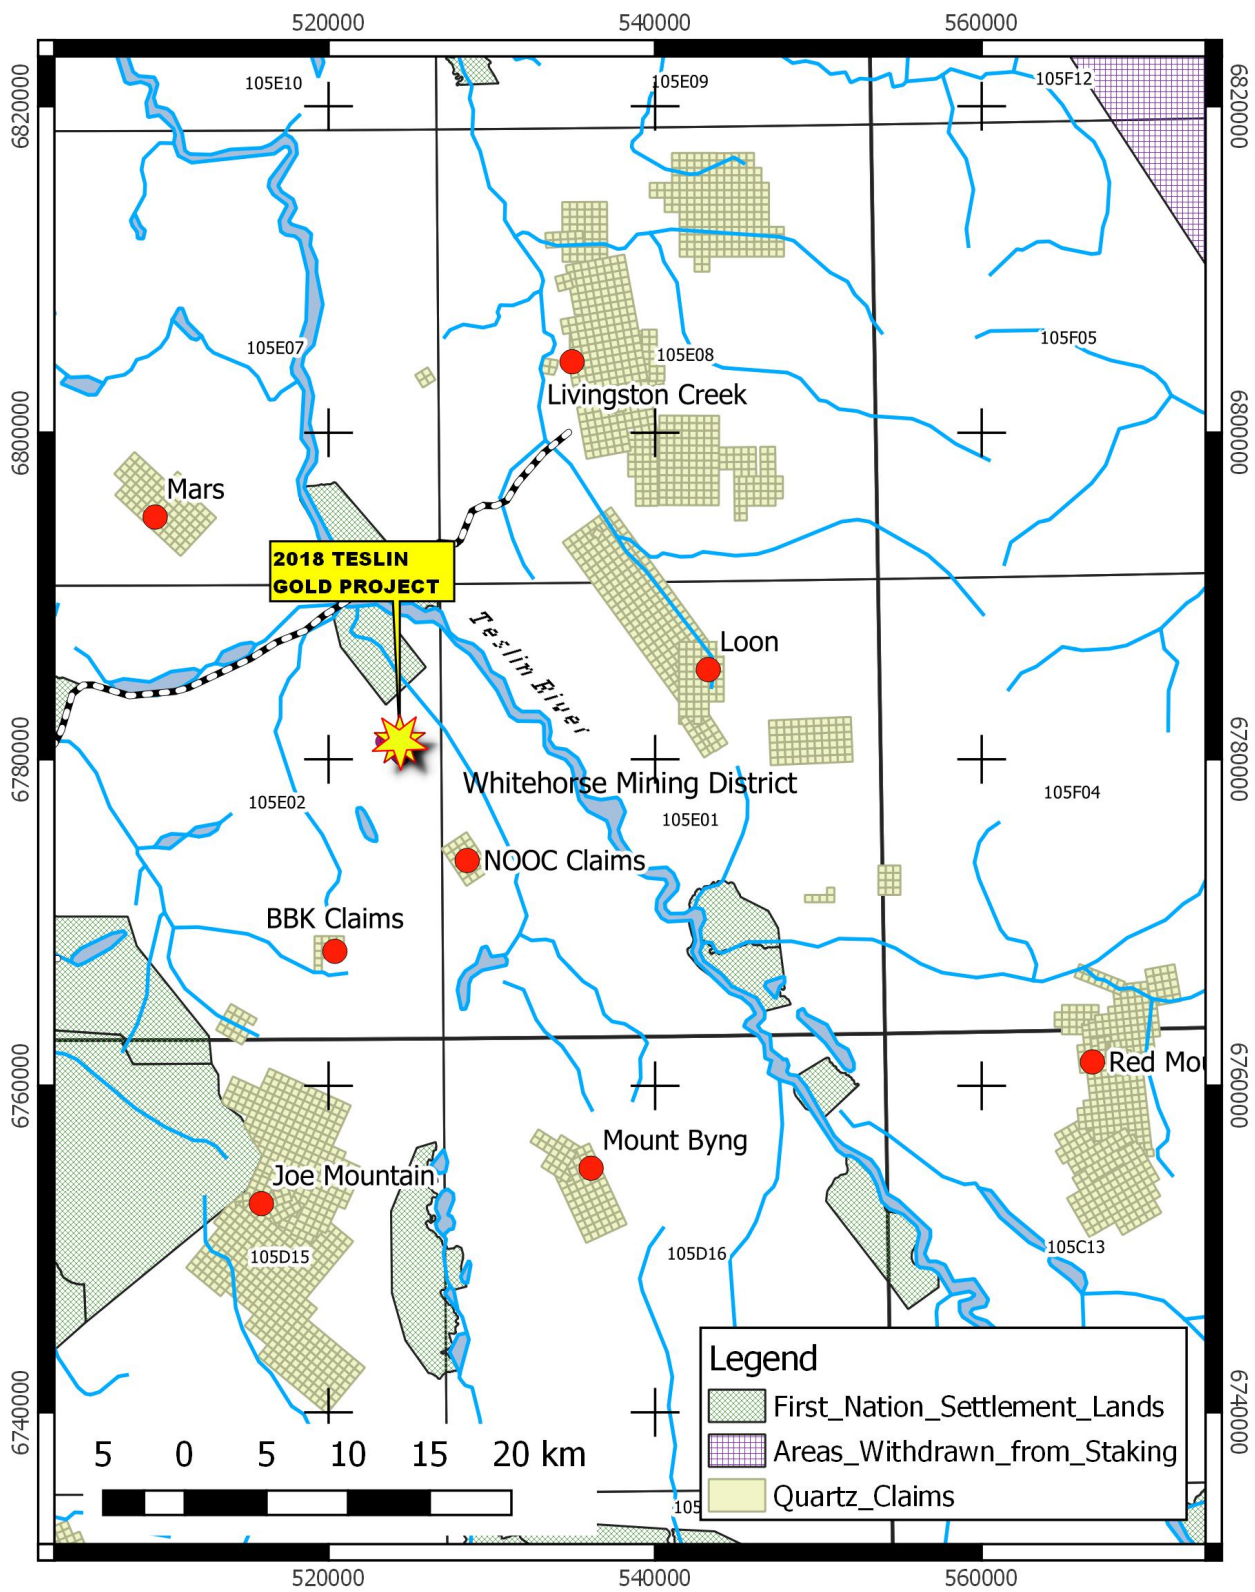 520000
540000
560000
6820000
6820000
105E10
105E09
105F12
105E07
105E08
105F05
Livingston Creek
6800000
6800000
Mars
2018 TESLIN
GOLD PROJECT
Teslin River
Loon
6780000
6780000
Whitehorse Mining District
105E02
105E01
105F04
NOOC Claims
BBK Claims
6760000
6760000
Red Mou
Mount Byng
Joe Mountain
105D15
105D16
105C13
6740000
6740000
Legend
First_Nation_Settlement_Lands
Areas_Withdrawn_from_Staking
Quartz_Claims
5 0 5 10 15 20 km
105
520000
540000
560000